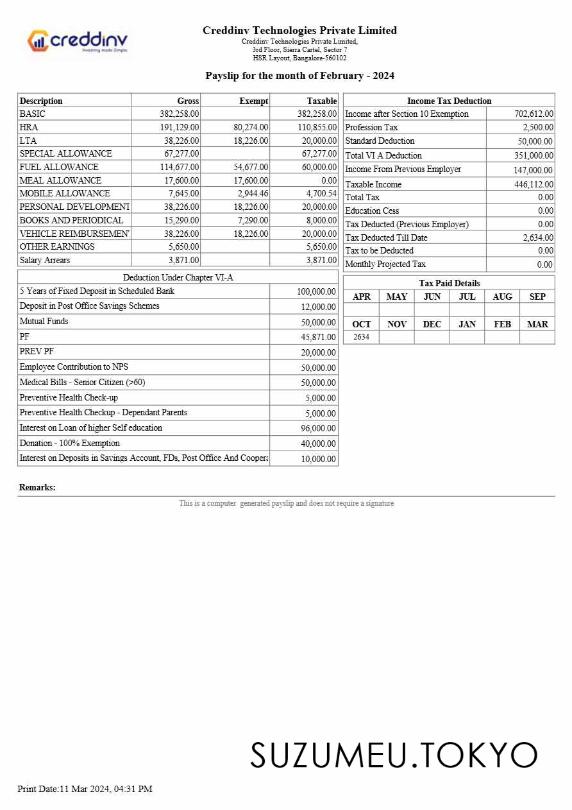 creddinv
Investing made Simple
Creddinv Technologies Private Limited
Creddinv Technologies Private Limited,
3rd Floor, Sierra Cartel, Sector 7
HSR Layout, Bangalore-560102
Payslip for the month of February - 2024
Description Gross Exempt Taxable
BASIC 382,258.00 382,258.00
HRA 191,129.00 80,274.00 110,855.00
LTA 38,226.00 18,226.00 20,000.00
SPECIAL ALLOWANCE 67,277.00 67,277.00
FUEL ALLOWANCE 114,677.00 54,677.00 60,000.00
MEAL ALLOWANCE 17,600.00 17,600.00 0.00
MOBILE ALLOWANCE 7,645.00 2,944.46 4,700.54
PERSONAL DEVELOPMENT 38,226.00 18,226.00 20,000.00
BOOKS AND PERIODICAL 15,290.00 7,290.00 8,000.00
VEHICLE REIMBURSEMEN 38,226.00 18,226.00 20,000.00
OTHER EARNINGS 5,650.00 5,650.00
Salary Arrears 3,871.00 3,871.00
Income Tax Deduction
Income after Section 10 Exemption 702,612.00
Profession Tax 2,500.00
Standard Deduction 50,000.00
Total VI A Deduction 351,000.00
Income From Previous Employer 147,000.00
Taxable Income 446,112.00
Total Tax 0.00
Education Cess 0.00
Tax Deducted (Previous Employer) 0.00
Tax Deducted Till Date 2,634.00
Tax to be Deducted 0.00
Monthly Projected Tax 0.00
Deduction Under Chapter VI-A
5 Years of Fixed Deposit in Scheduled Bank 100,000.00
Deposit in Post Office Savings Schemes 12,000.00
Mutual Funds 50,000.00
PF 45,871.00
PREV PF 20,000.00
Employee Contribution to NPS 50,000.00
Medical Bills - Senior Citizen (>60) 50,000.00
Preventive Health Check-up 5,000.00
Preventive Health Checkup - Dependant Parents 5,000.00
Interest on Loan of higher Self education 96,000.00
Donation - 100% Exemption 40,000.00
Interest on Deposits in Savings Account, FDs, Post Office And Cooper 10,000.00
Tax Paid Details
APR MAY JUN JUL AUG SEP
OCT NOV DEC JAN FEB MAR
2634
Remarks:
This is a computer generated payslip and does not require a signature
SUZUMEU.TOKYO
Print Date:11 Mar 2024, 04:31 PM